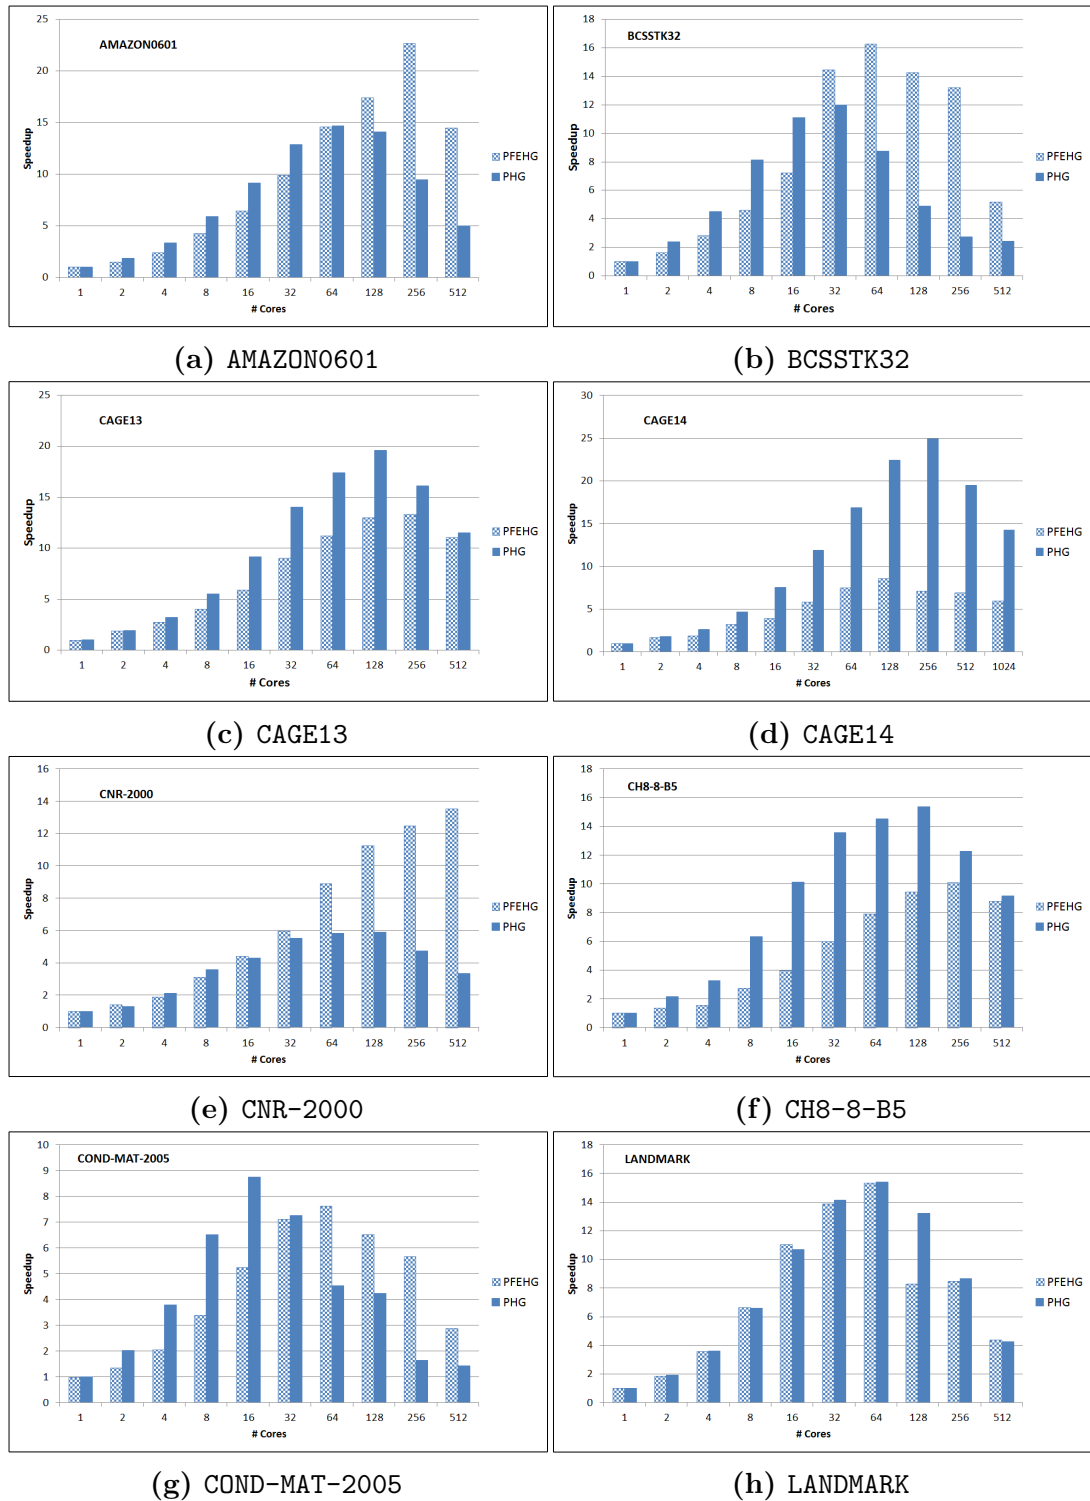 AMAZON0601
25
20
15
10
5
0
Speedup
1 2 4 8 16 32 64 128 256 512
# Cores
PFEHG
PHG
(a) AMAZON0601
BCSSTK32
18
16
14
12
10
8
6
4
2
0
Speedup
1 2 4 8 16 32 64 128 256 512
# Cores
PFEHG
PHG
(b) BCSSTK32
CAGE13
25
20
15
10
5
0
Speedup
1 2 4 8 16 32 64 128 256 512
# Cores
PFEHG
PHG
(c) CAGE13
CAGE14
30
25
20
15
10
5
0
Speedup
1 2 4 8 16 32 64 128 256 512 1024
# Cores
PFEHG
PHG
(d) CAGE14
CNR-2000
16
14
12
10
8
6
4
2
0
Speedup
1 2 4 8 16 32 64 128 256 512
# Cores
PFEHG
PHG
(e) CNR-2000
CH8-8-B5
18
16
14
12
10
8
6
4
2
0
Speedup
1 2 4 8 16 32 64 128 256 512
# Cores
PFEHG
PHG
(f) CH8-8-B5
COND-MAT-2005
10
9
8
7
6
5
4
3
2
1
0
Speedup
1 2 4 8 16 32 64 128 256 512
# Cores
PFEHG
PHG
(g) COND-MAT-2005
LANDMARK
18
16
14
12
10
8
6
4
2
0
Speedup
1 2 4 8 16 32 64 128 256 512
# Cores
PFEHG
PHG
(h) LANDMARK